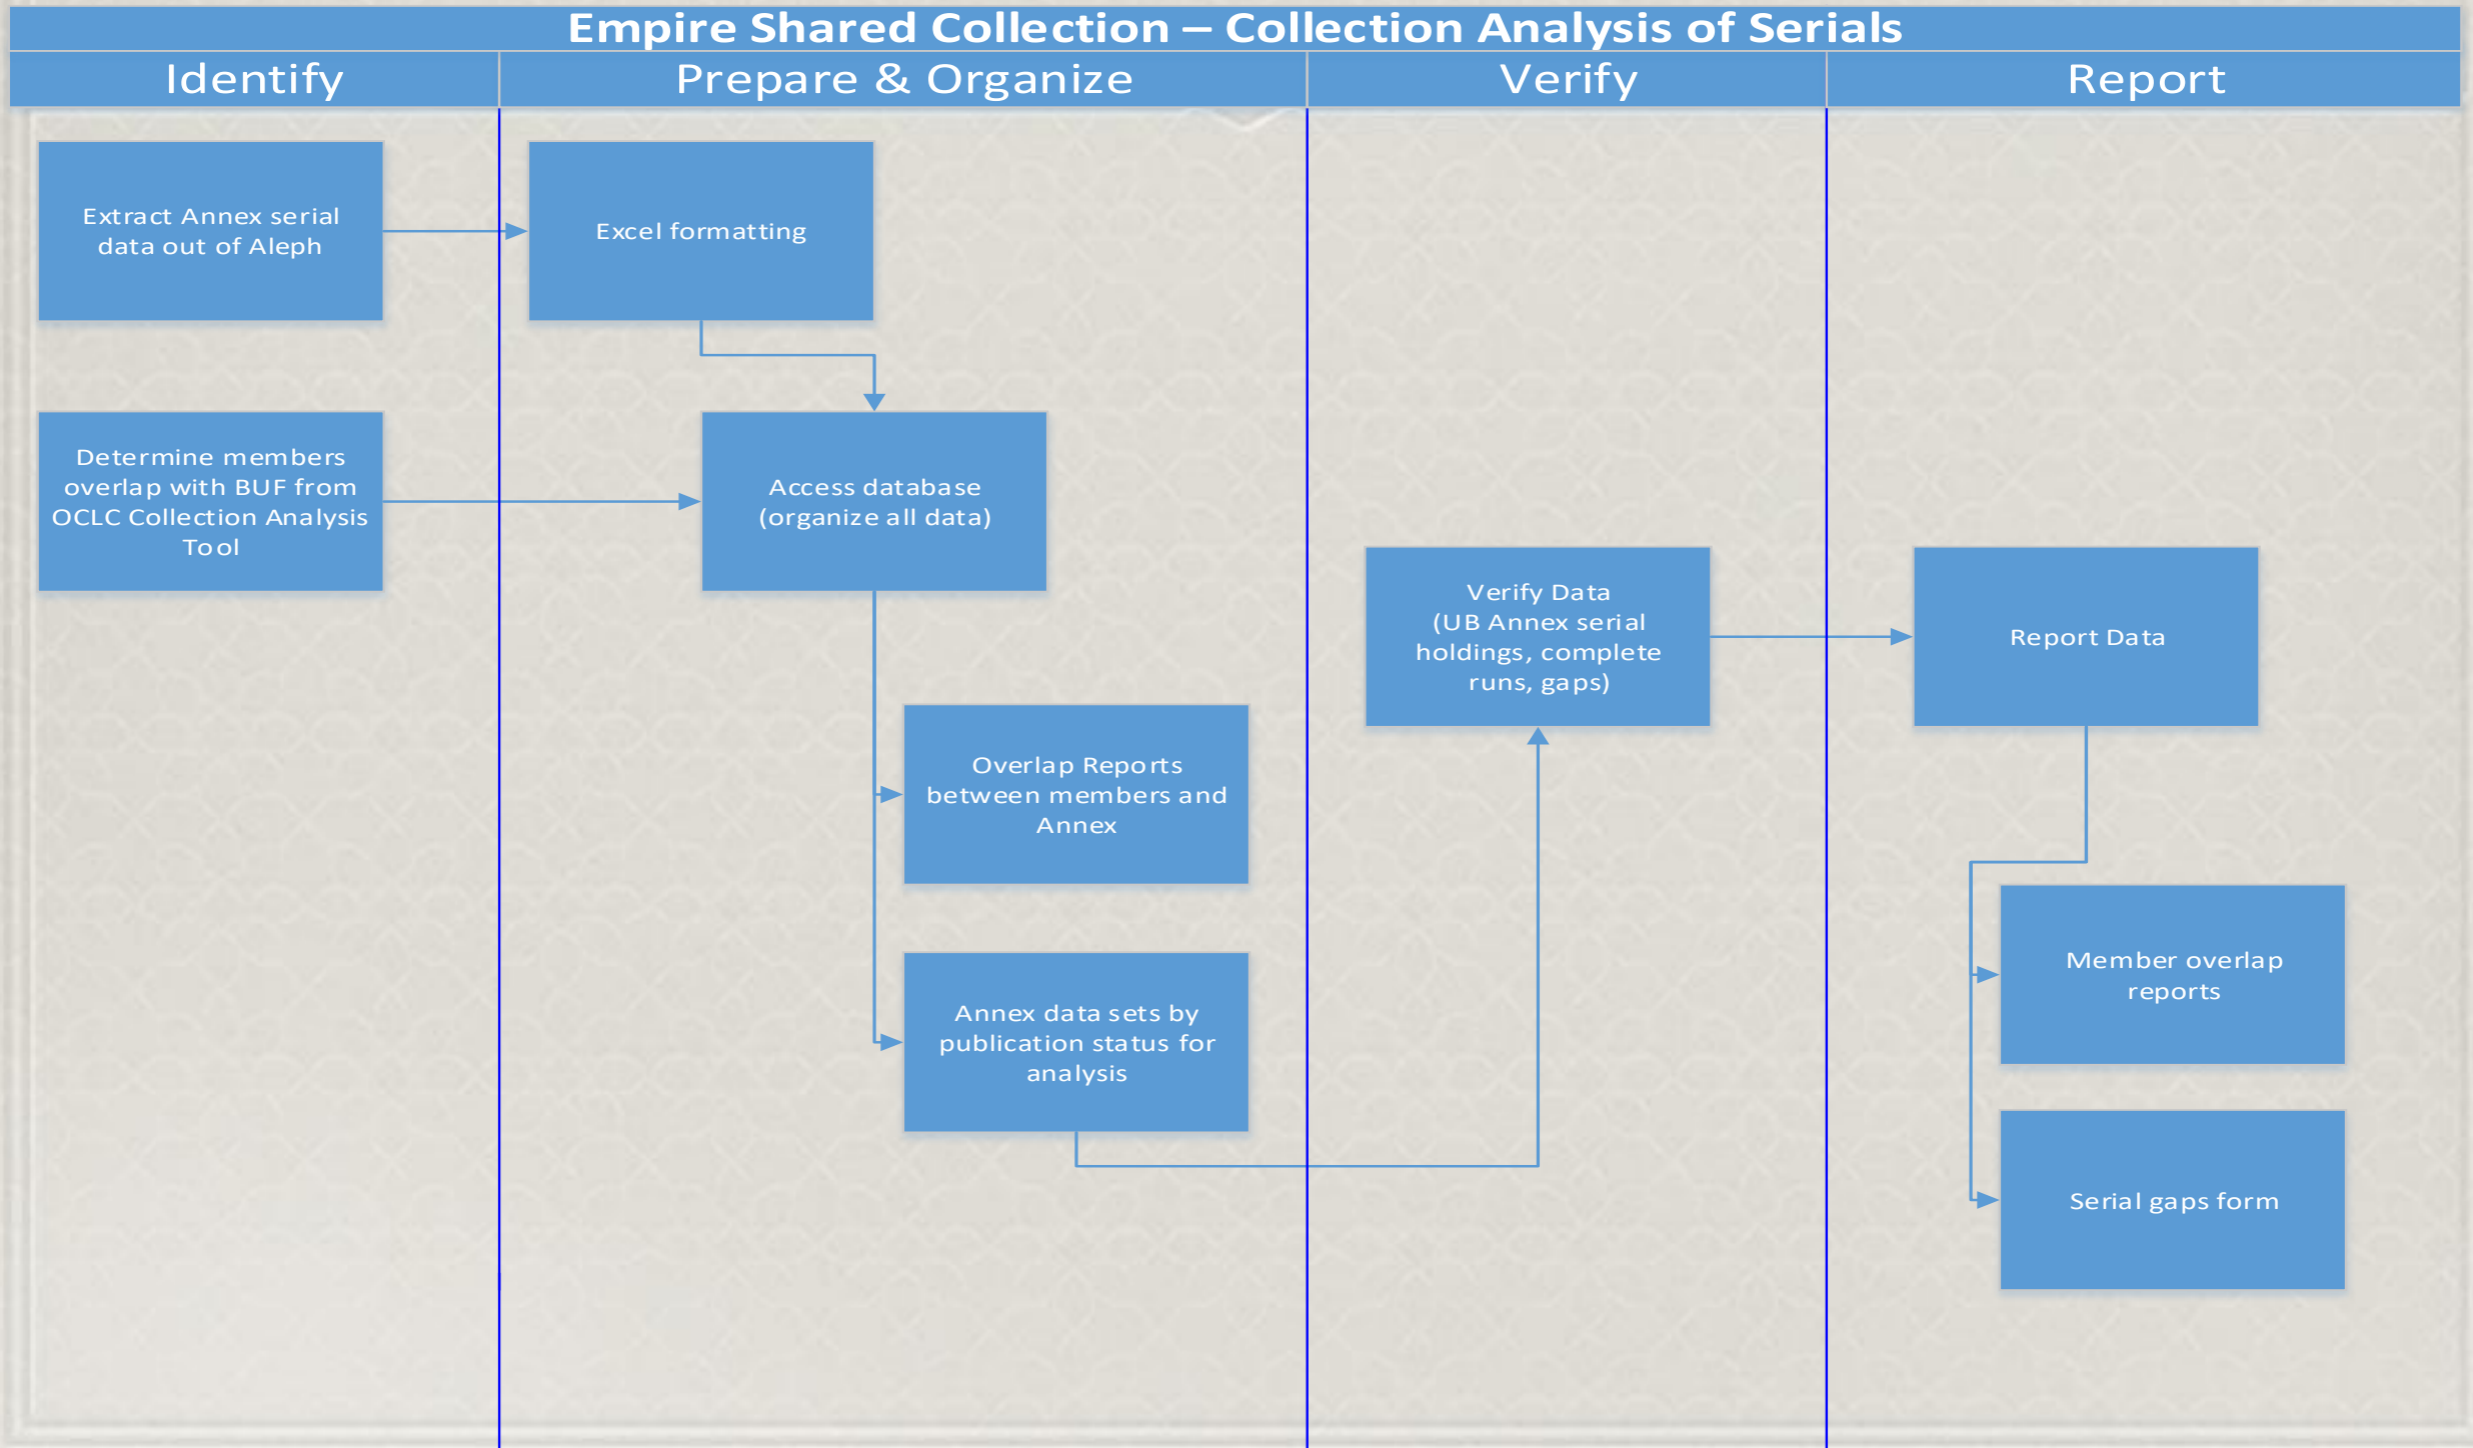 Empire Shared Collection – Collection Analysis of Serials
Identify
Prepare & Organize
Verify
Report
Extract Annex serial
data out of Aleph
Excel formatting
Determine members
overlap with BUF from
OCLC Collection Analysis
Tool
Access database
(organize all data)
Overlap Reports
between members and
Annex
Annex data sets by
publication status for
analysis
Verify Data
(UB Annex serial
holdings, complete
runs, gaps)
Report Data
Member overlap
reports
Serial gaps form